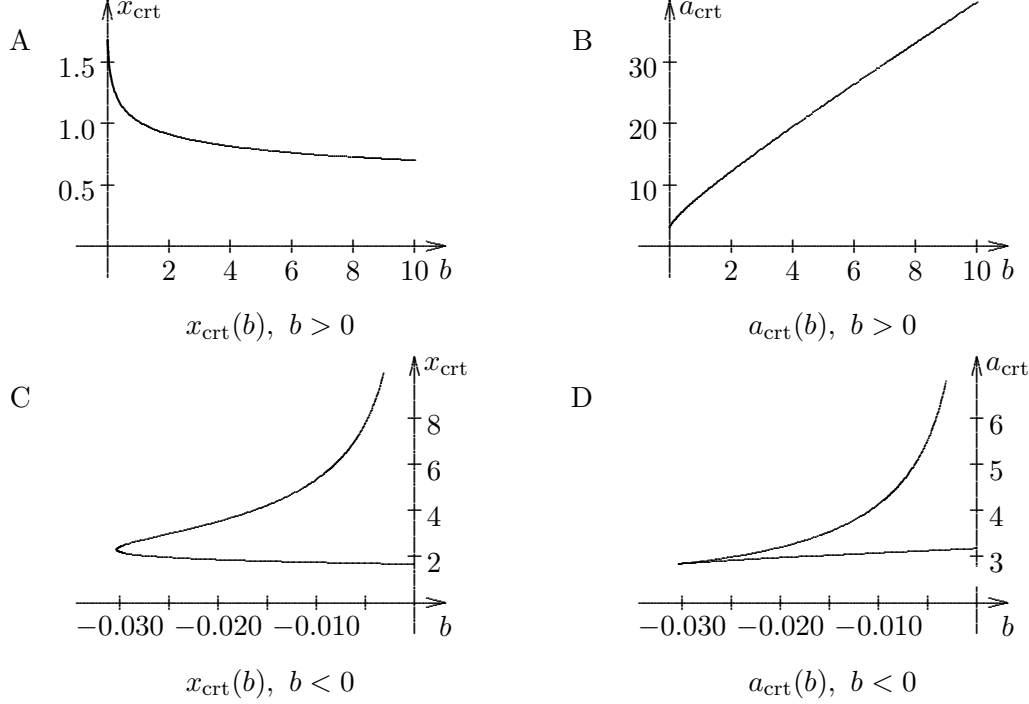 A
x_crt
1.5
1.0
0.5
2 4 6 8 10 b
x_crt(b), b > 0
B
a_crt
30
20
10
2 4 6 8 10 b
a_crt(b), b > 0
C
x_crt
8
6
4
2
−0.030 −0.020 −0.010 b
x_crt(b), b < 0
D
a_crt
6
5
4
3
−0.030 −0.020 −0.010 b
a_crt(b), b < 0